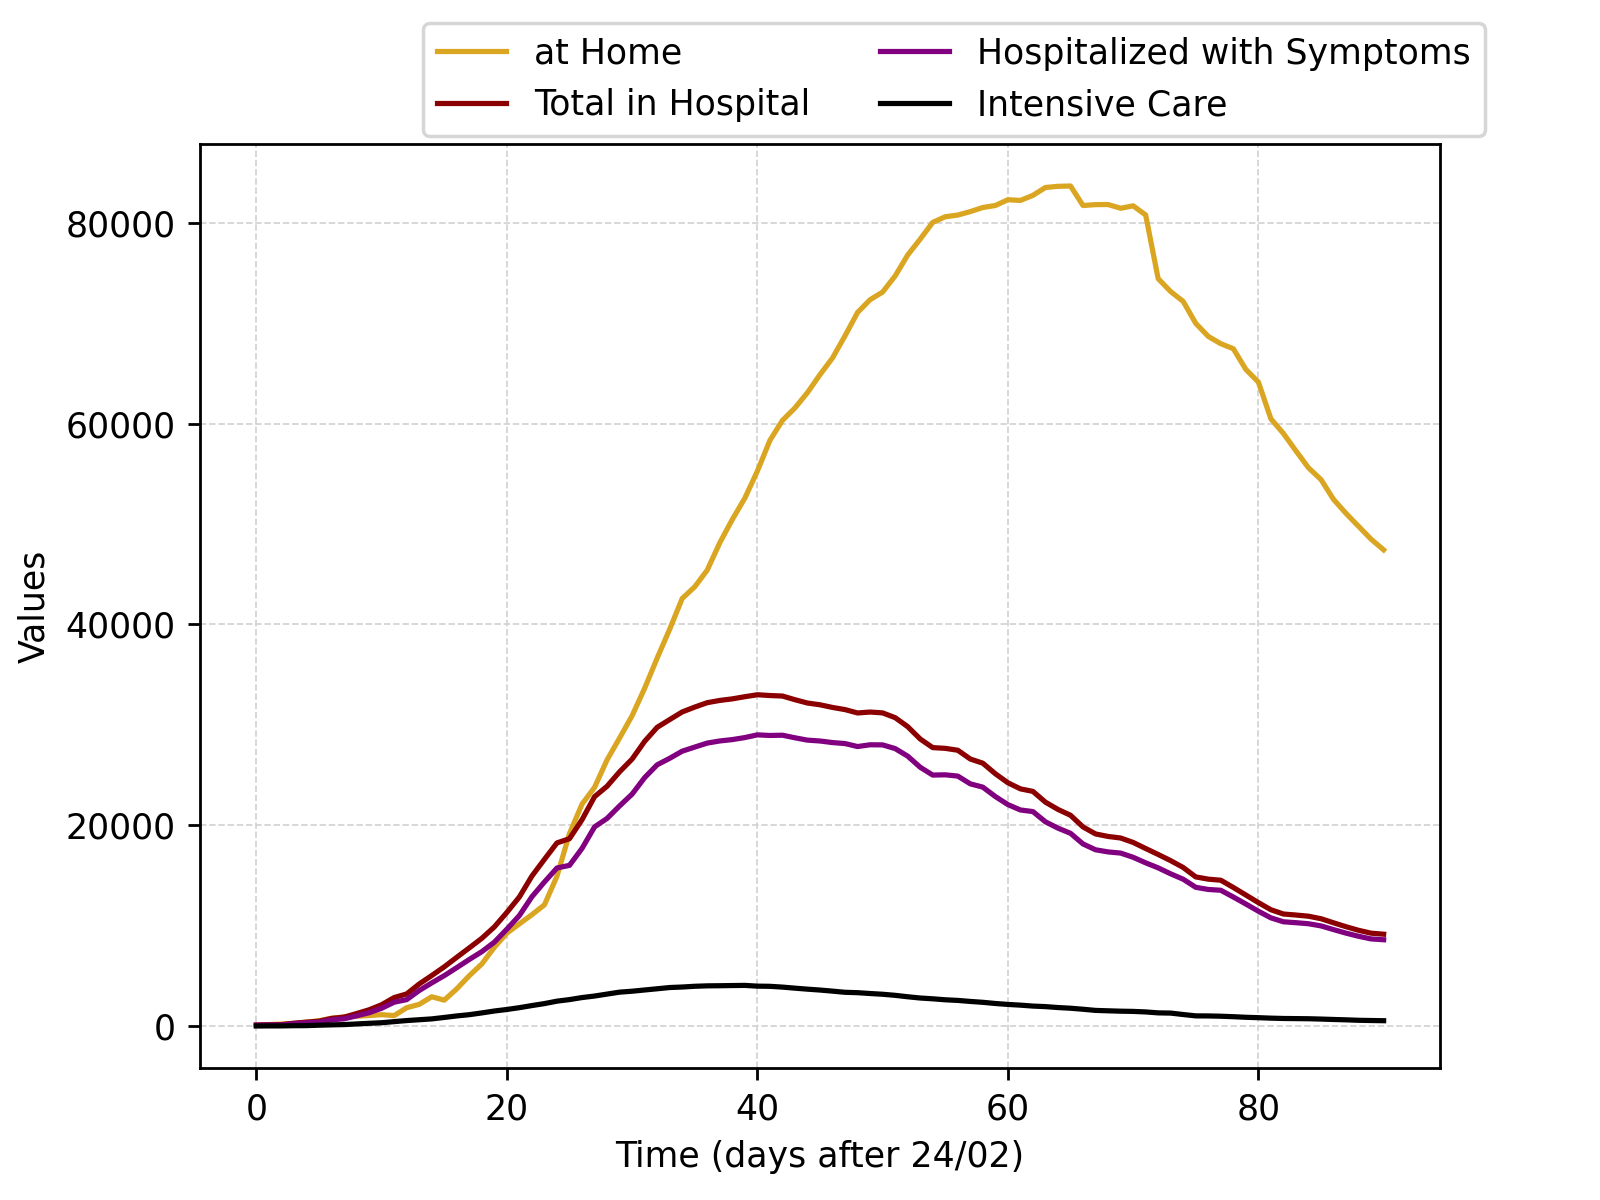 at Home
Total in Hospital
Hospitalized with Symptoms
Intensive Care
80000
60000
40000
20000
0
Values
0 20 40 60 80
Time (days after 24/02)